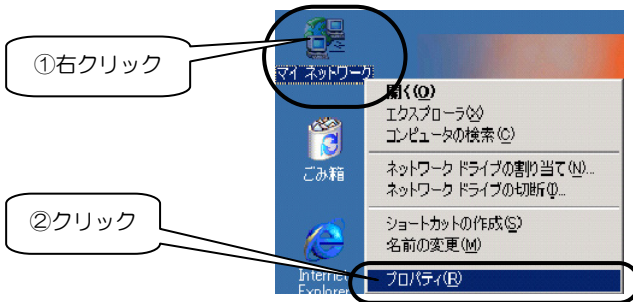 ①右クリック
マイ ネットワーク
開く(O)
エクスプローラ(X)
コンピュータの検索(C)...
ごみ箱
ネットワーク ドライブの割り当て(N)...
ネットワーク ドライブの切断(I)...
②クリック
ショートカットの作成(S)
名前の変更(M)
Internet
Explorer
プロパティ(R)